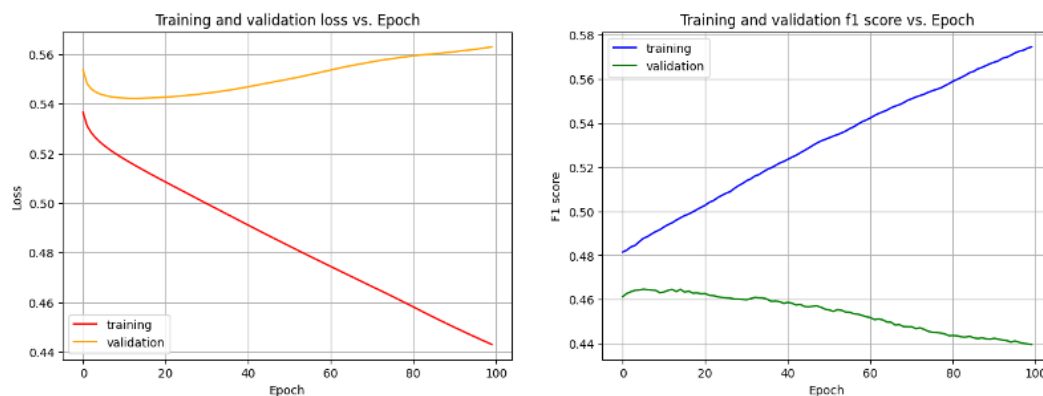 Training and validation loss vs. Epoch
0.56
0.54
0.52
0.50
0.48
0.46
0.44
Loss
training
validation
0 20 40 60 80 100
Epoch
Training and validation f1 score vs. Epoch
training
validation
0.58
0.56
0.54
0.52
0.50
0.48
0.46
0.44
F1 score
0 20 40 60 80 100
Epoch